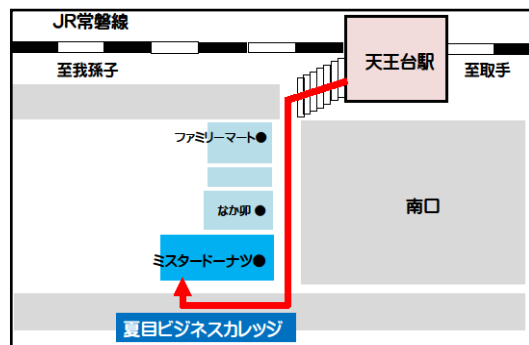 JR常磐線
天王台駅
至我孫子
至取手
ファミリーマート●
なか卯 ●
南口
ミスタードーナツ●
夏目ビジネスカレッジ